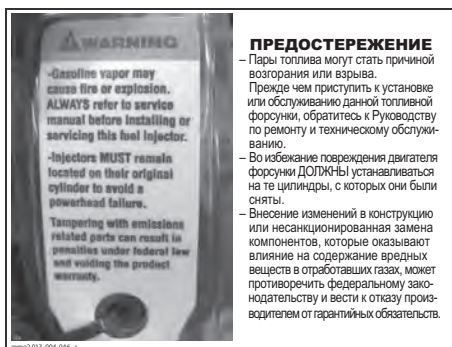 WARNING
-Gasoline vapor may
cause fire or explosion.
ALWAYS refer to service
manual before installing or
servicing this fuel injector.
-Injectors MUST remain
located on their original
cylinder to avoid a
powerhead failure.
Tampering with emissions
related parts can result in
penalties under federal law
and voiding the product
warranty.
ПРЕДОСТЕРЕЖЕНИЕ
– Пары топлива могут стать причиной
возгорания или взрыва.
Прежде чем приступить к установке
или обслуживанию данной топливной
форсунки, обратитесь к Руководству
по ремонту и техническому обслужи-
ванию.
– Во избежание повреждения двигателя
форсунки ДОЛЖНЫ устанавливаться
на те цилиндры, с которых они были
сняты.
– Внесение изменений в конструкцию
или несанкционированная замена
компонентов, которые оказывают
влияние на содержание вредных
веществ в отработавших газах, может
противоречить федеральному зако-
нодательству и вести к отказу произ-
водителем от гарантийных обязательств.